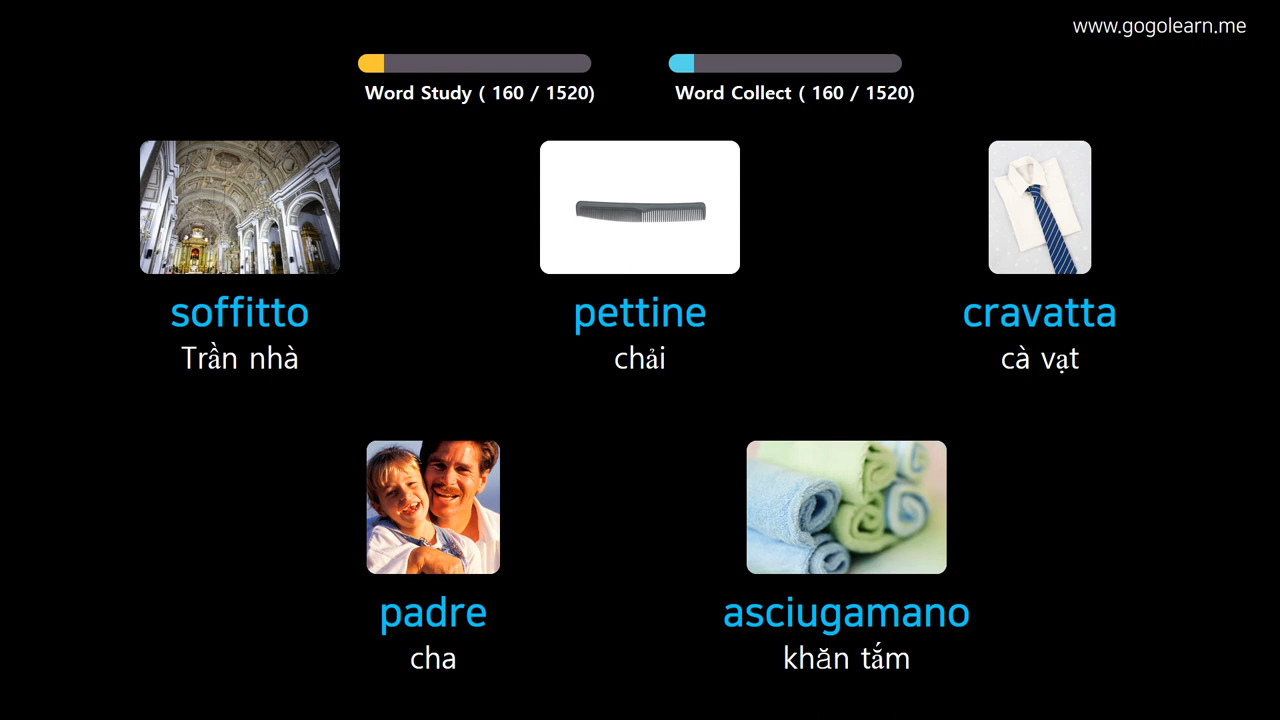 www.gogolearn.me
Word Study ( 160 / 1520)
Word Collect ( 160 / 1520)
soffitto
Trần nhà
pettine
chải
cravatta
cà vạt
padre
cha
asciugamano
khăn tắm